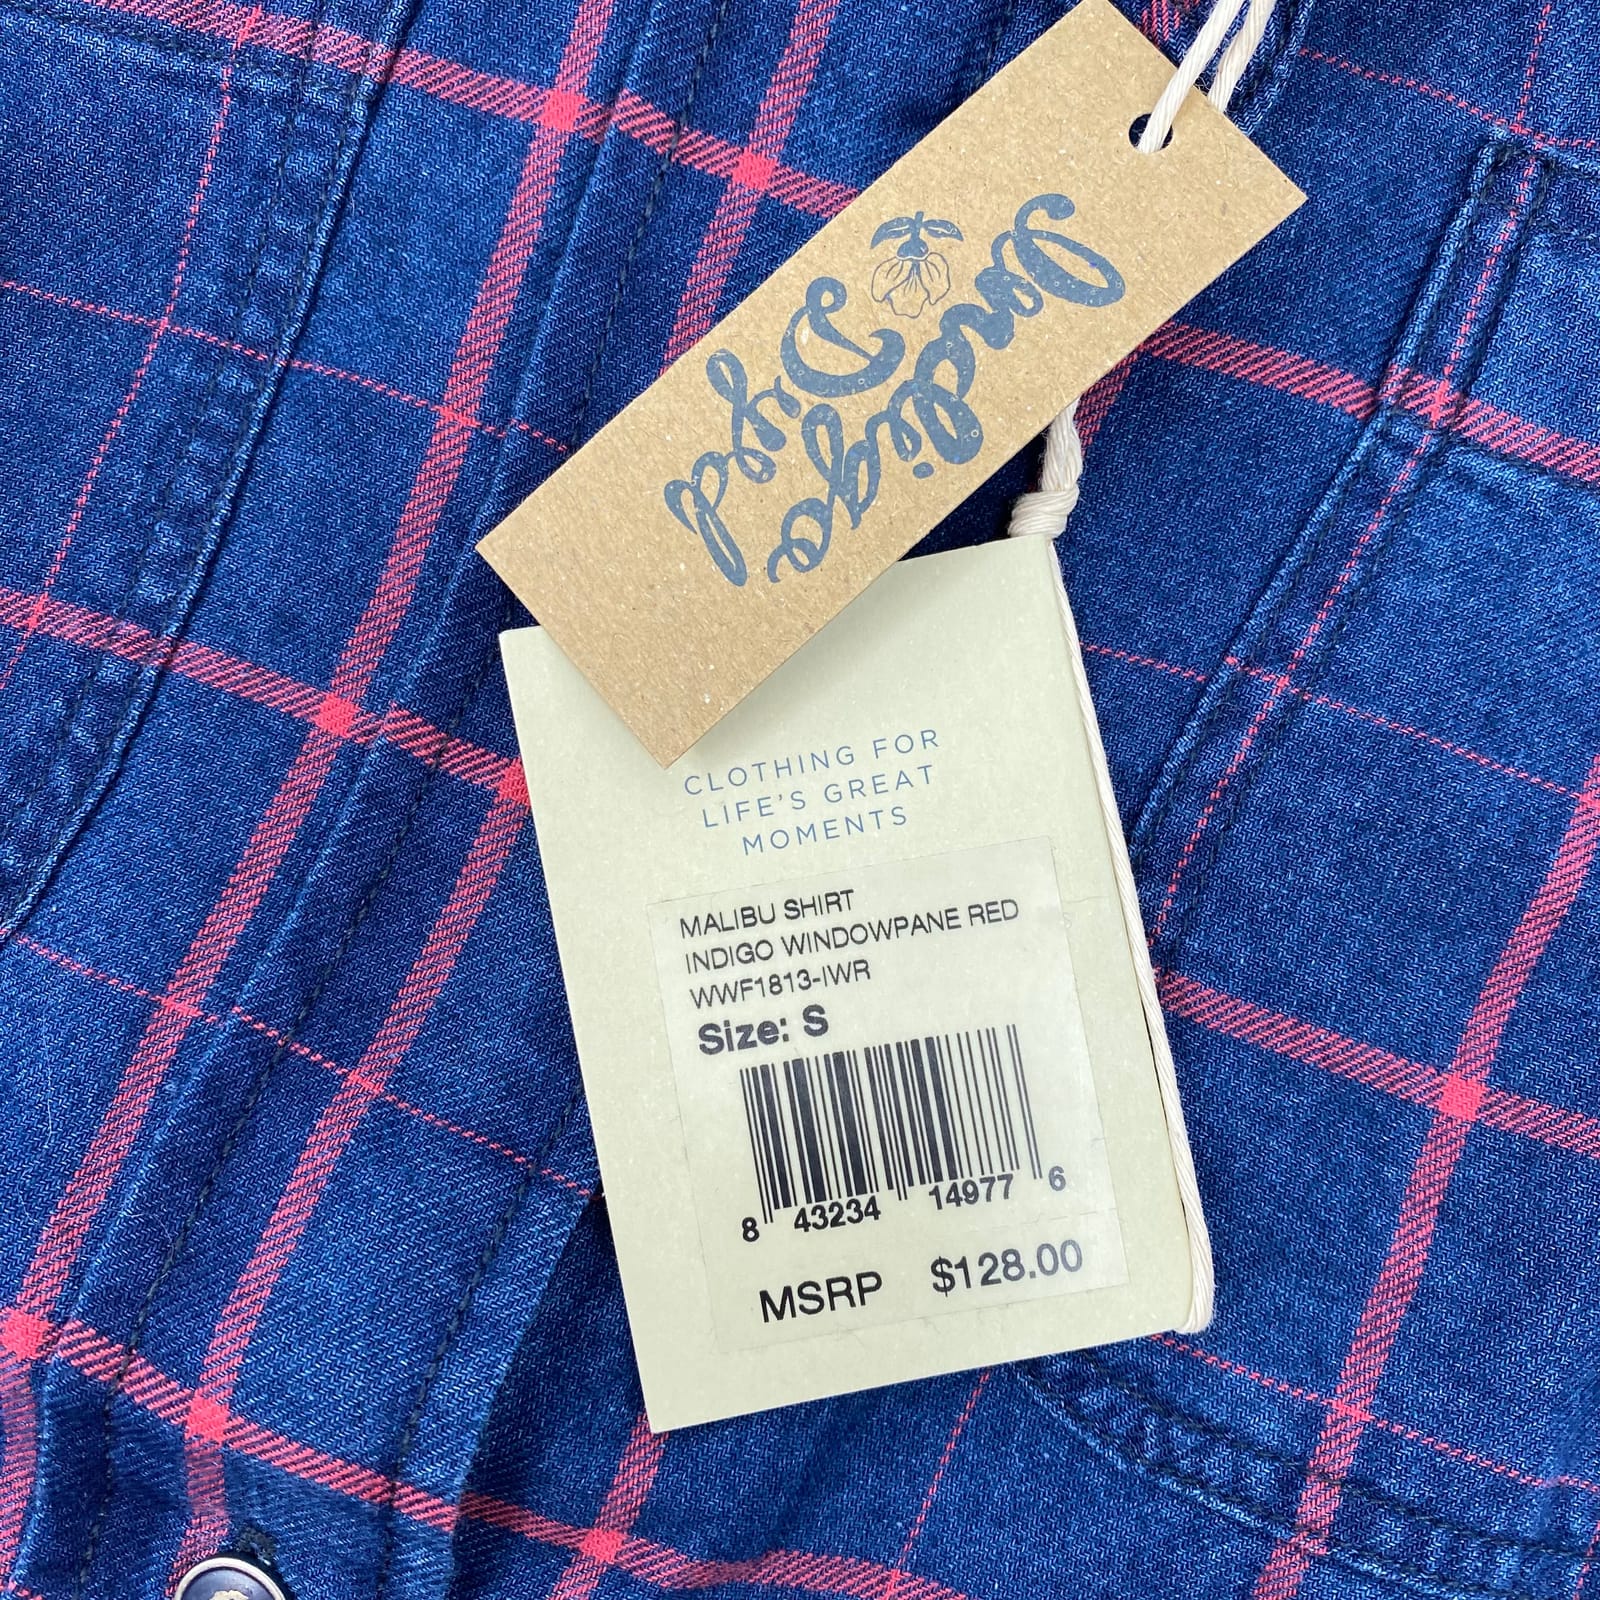 Indigo
Dyed
CLOTHING FOR
LIFE'S GREAT
MOMENTS
MALIBU SHIRT
INDIGO WINDOWPANE RED
WWF1813-IWR
Size: S
8 43234 14977 6
MSRP $128.00